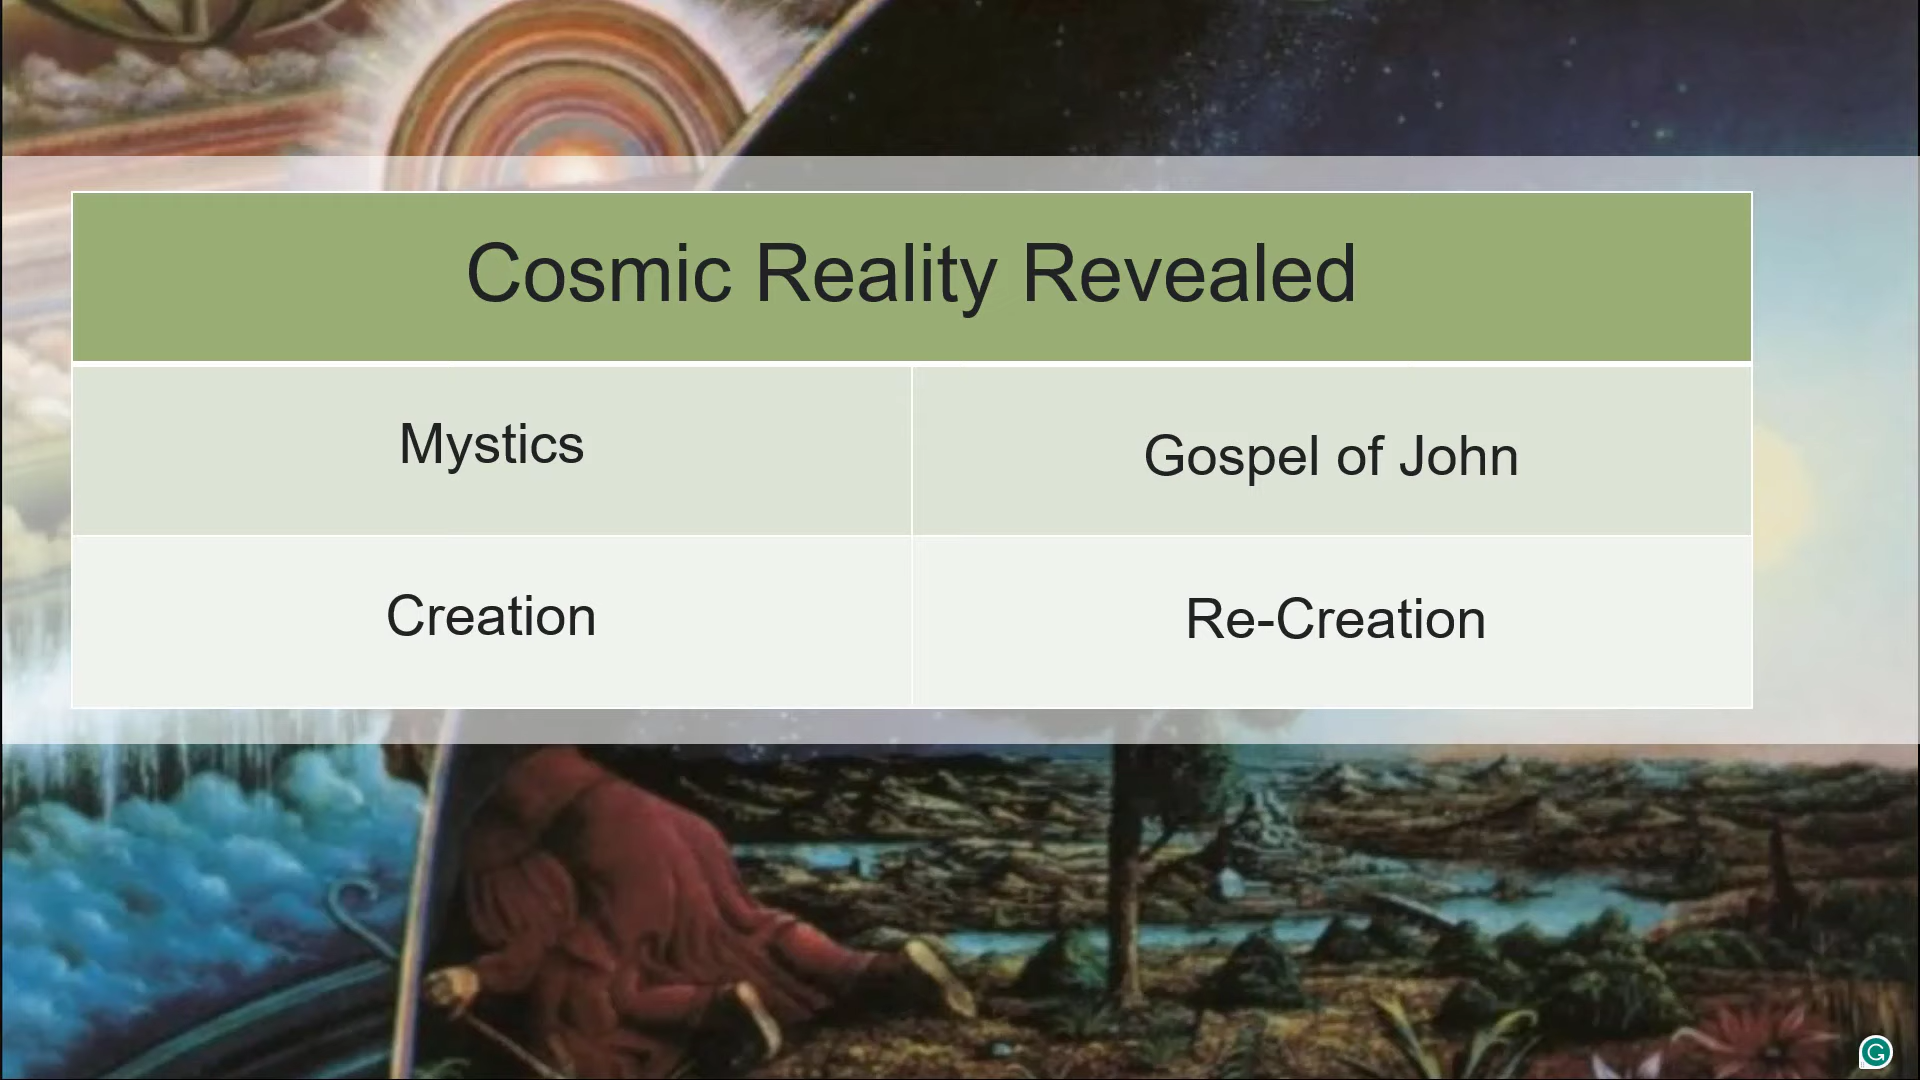 Cosmic Reality Revealed
Mystics
Gospel of John
Creation
Re-Creation